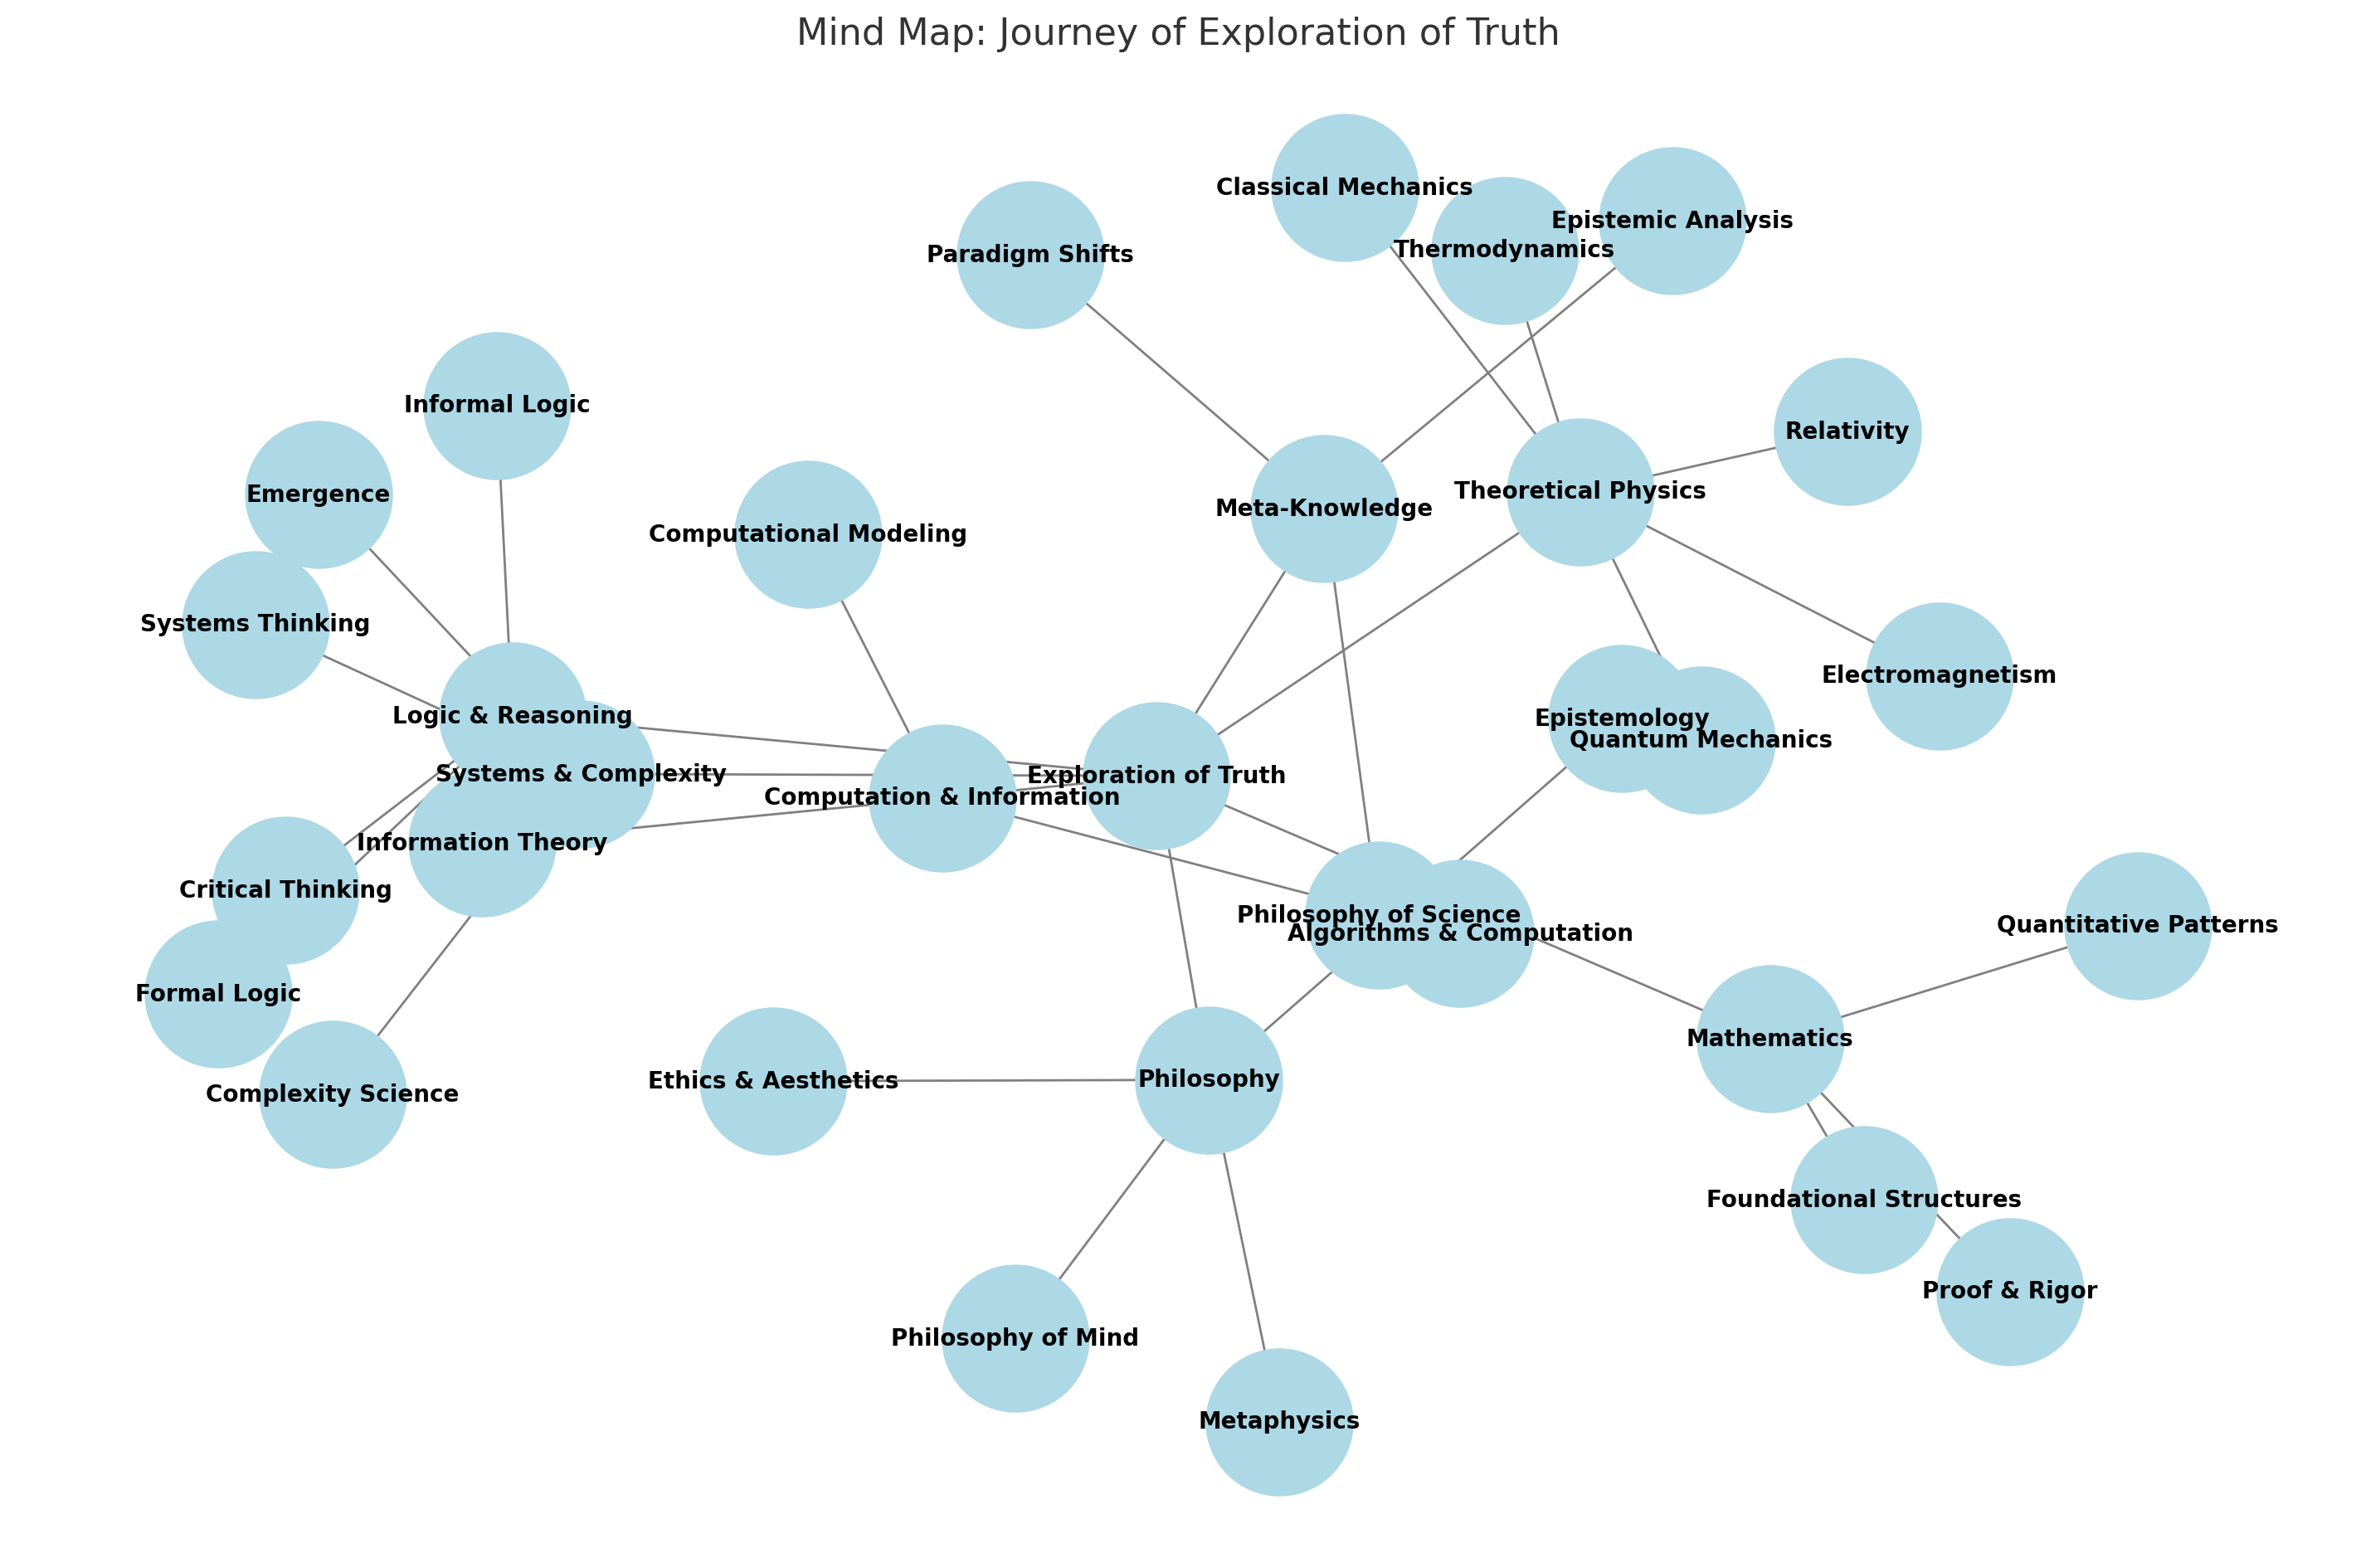 Mind Map: Journey of Exploration of Truth
Classical Mechanics
Epistemic Analysis
Thermodynamics
Paradigm Shifts
Informal Logic
Relativity
Emergence
Theoretical Physics
Meta-Knowledge
Computational Modeling
Systems Thinking
Electromagnetism
Logic & Reasoning
Epistemology
Quantum Mechanics
Systems & Complexity
Exploration of Truth
Computation & Information
Information Theory
Critical Thinking
Philosophy of Science
Quantitative Patterns
Algorithms & Computation
Formal Logic
Mathematics
Philosophy
Ethics & Aesthetics
Complexity Science
Foundational Structures
Proof & Rigor
Philosophy of Mind
Metaphysics